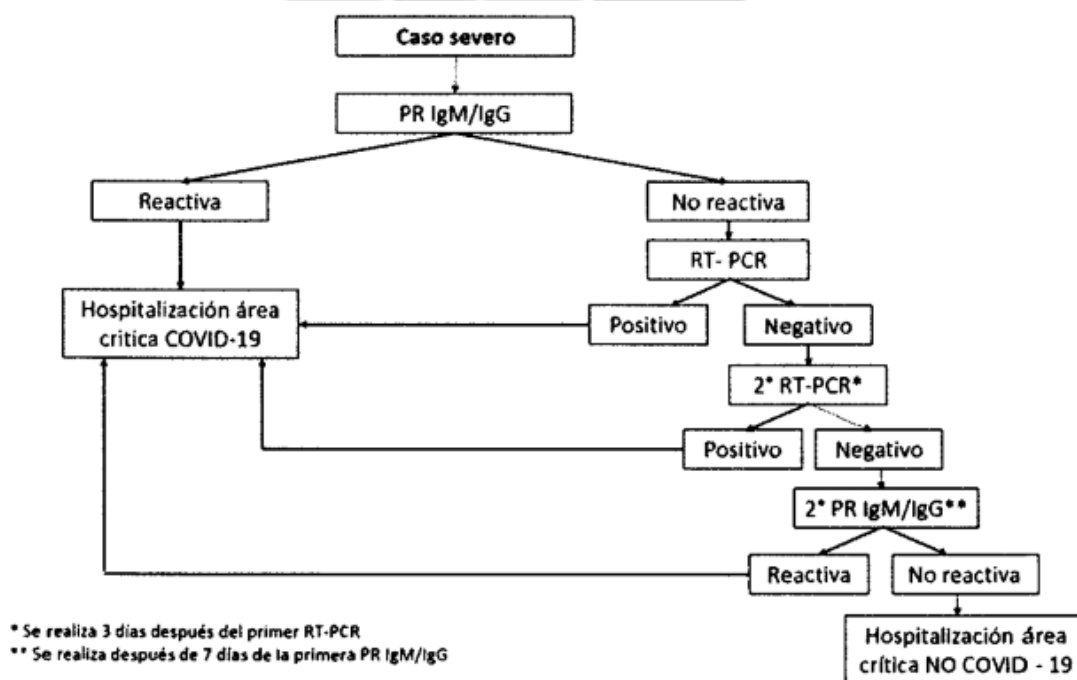 Caso severo
PR IgM/IgG
Reactiva
No reactiva
RT- PCR
Hospitalización área
critica COVID-19
Positivo
Negativo
2° RT-PCR*
Positivo
Negativo
2° PR IgM/IgG**
Reactiva
No reactiva
* Se realiza 3 días después del primer RT-PCR
** Se realiza después de 7 días de la primera PR IgM/IgG
Hospitalización área
crítica NO COVID - 19